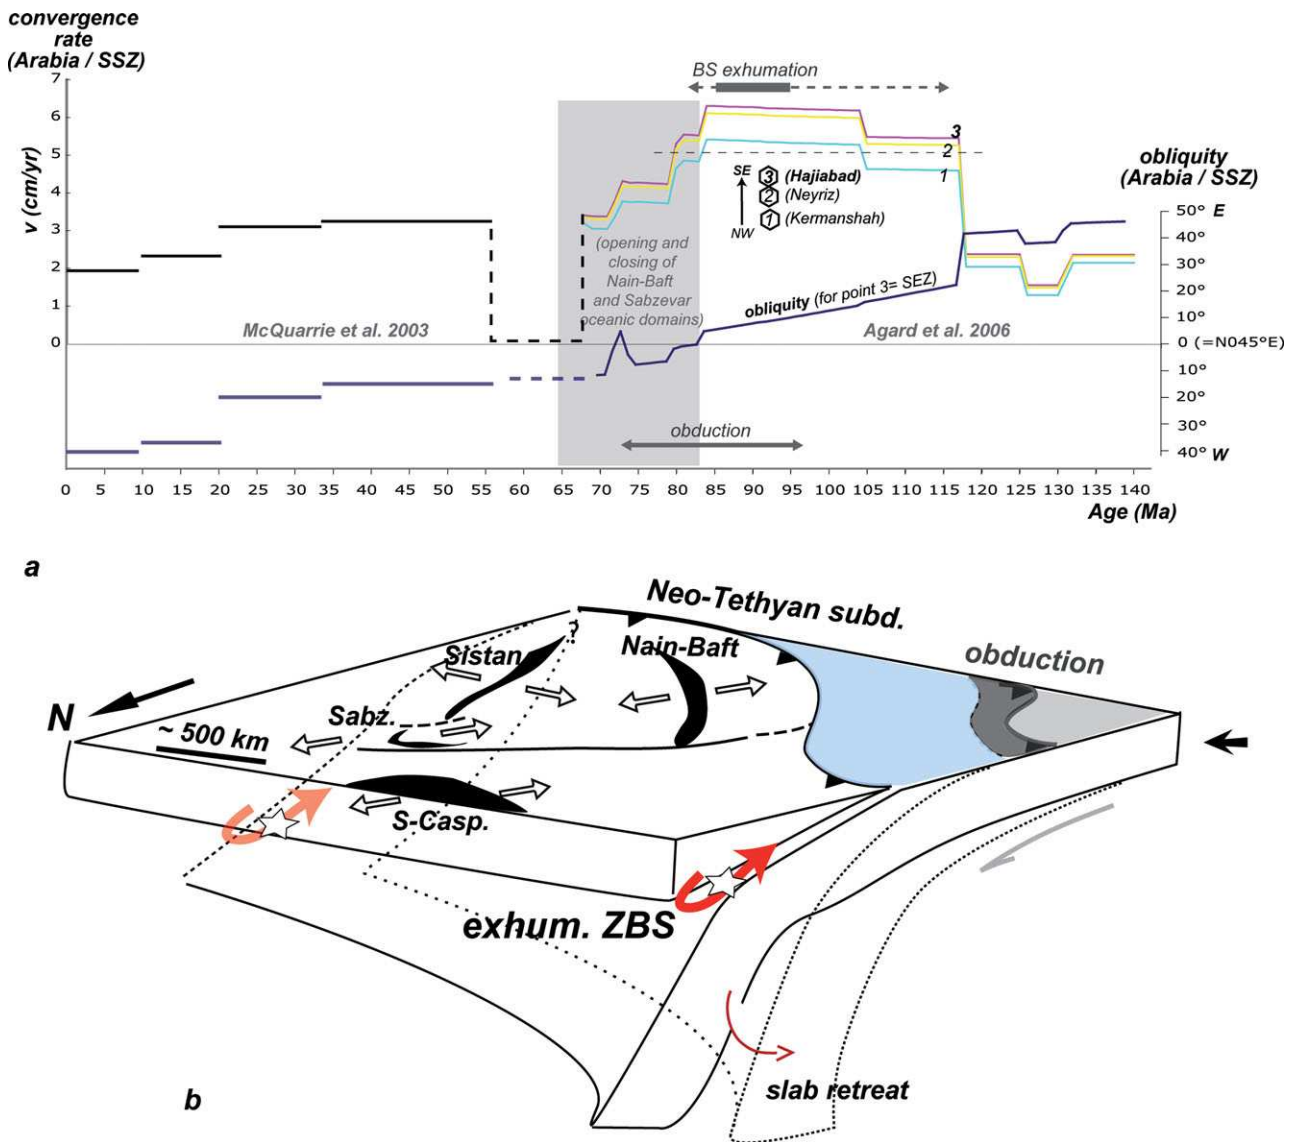 convergence
rate
(Arabia / SSZ)
7
6
5
4
3
2
1
0
v (cm/yr)
BS exhumation
3
2
1
SE
NW
3 (Hajiabad)
2 (Neyriz)
1 (Kermanshah)
(opening and
closing of
Nain-Baft
and Sabzevar
oceanic domains)
obliquity (for point 3= SEZ)
McQuarrie et al. 2003
Agard et al. 2006
obduction
obliquity
(Arabia / SSZ)
50° E
40°
30°
20°
10°
0 (=N045°E)
10°
20°
30°
40° W
0 5 10 15 20 25 30 35 40 45 50 55 60 65 70 75 80 85 90 95 100 105 110 115 120 125 130 135 140
Age (Ma)
a
Neo-Tethyan subd.
Sistan
?
Nain-Baft
obduction
N
Sabz.
~ 500 km
S-Casp.
exhum. ZBS
slab retreat
b